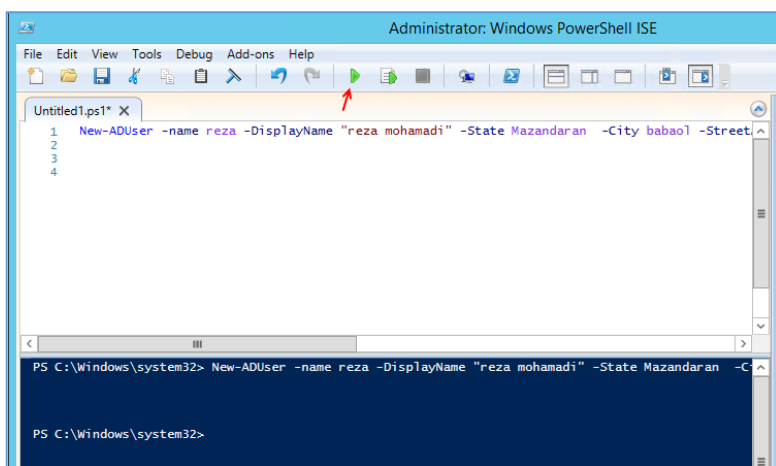 Administrator: Windows PowerShell ISE
File Edit View Tools Debug Add-ons Help
Untitled1.ps1* X
1 New-ADUser -name reza -DisplayName "reza mohamadi" -State Mazandaran  -City babaol -Street
2
3
4
PS C:\Windows\system32> New-ADUser -name reza -DisplayName "reza mohamadi" -State Mazandaran  -C
PS C:\Windows\system32>